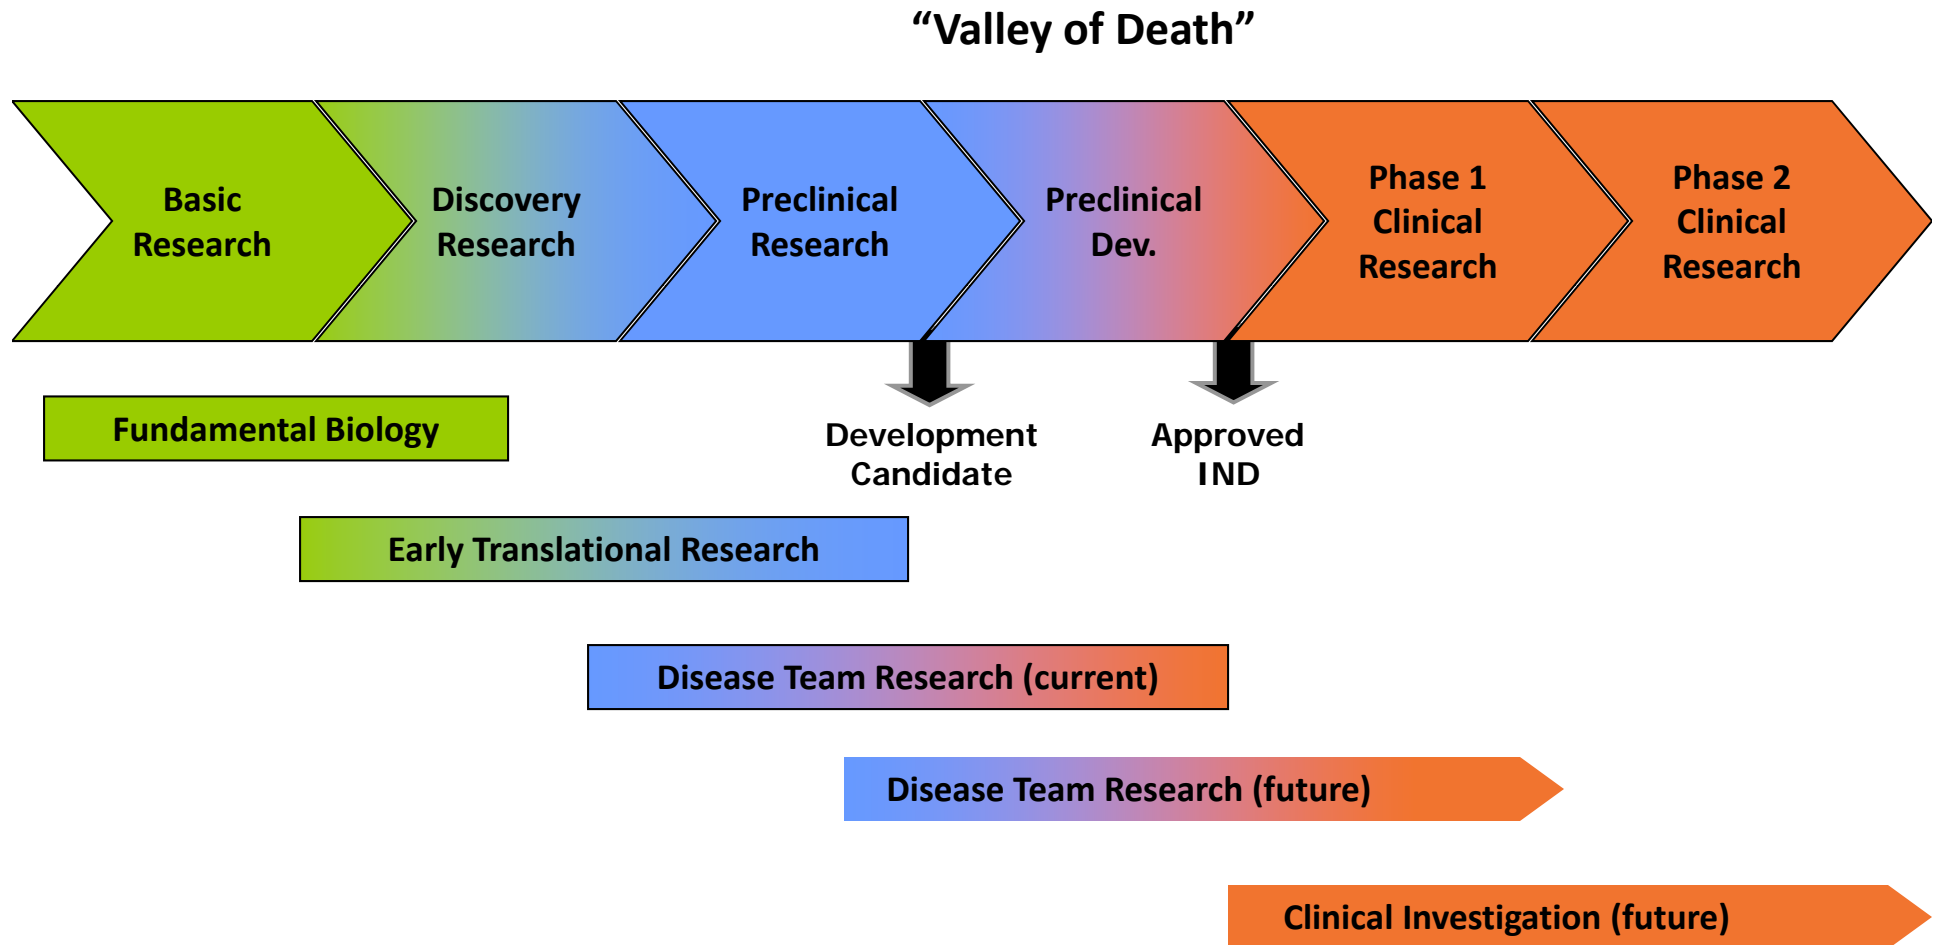 “Valley of Death”
Basic
Research
Discovery
Research
Preclinical
Research
Preclinical
Dev.
Phase 1
Clinical
Research
Phase 2
Clinical
Research
Fundamental Biology
Development
Candidate
Approved
IND
Early Translational Research
Disease Team Research (current)
Disease Team Research (future)
Clinical Investigation (future)